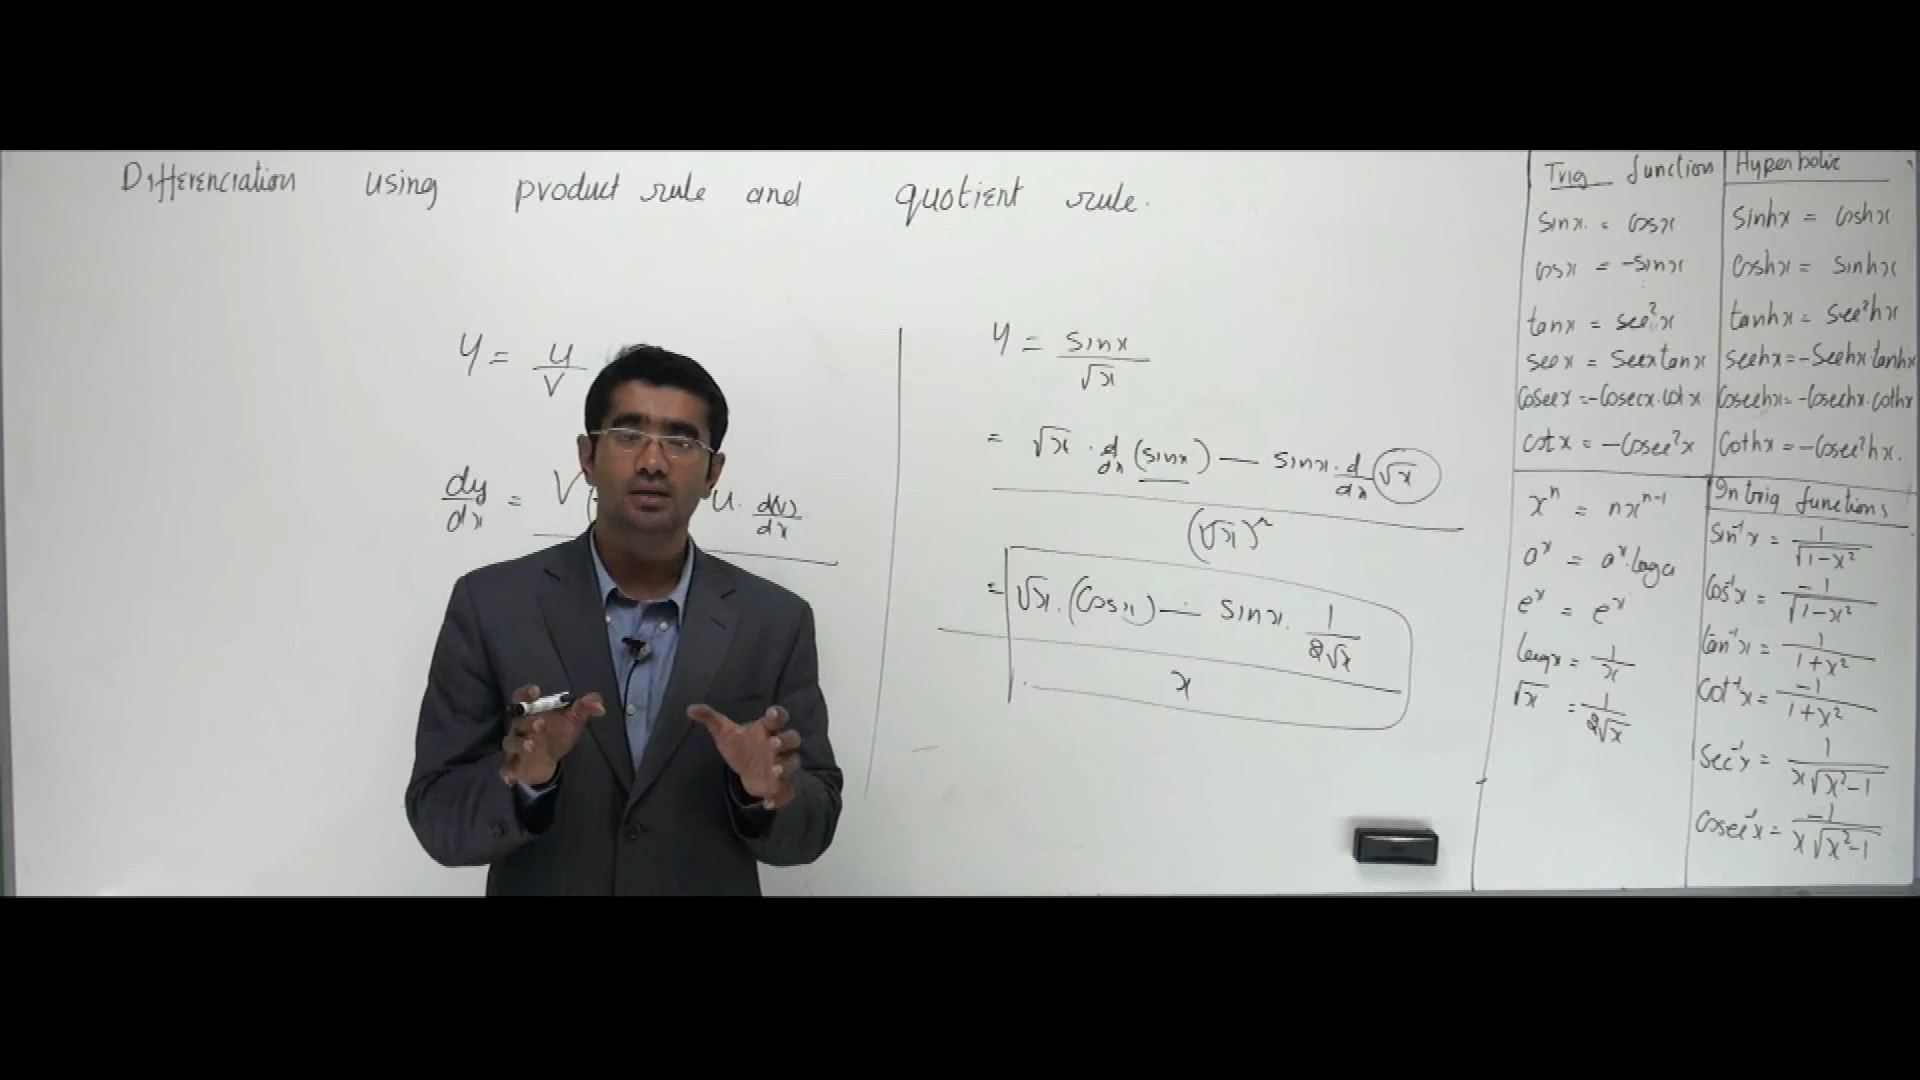 Differenciation using product rule and quotient rule.
y = u/v
dy/dx = v u. d(v)/dx
y = sinx/√x
= √x . d/dx (sinx) — sinx. d/dx √x
(√x)²
= √x. (cosx) — sinx. 1/2√x
x
Trig function
sinx = cosx
cosx = -sinx
tanx = sec²x
secx = secxtanx
cosecx = -cosecx.cotx
cotx = -cosec²x
Hyperbolic
sinhx = coshx
coshx = sinhx
tanhx = sec²hx
sechx = -sechx.tanhx
cosechx = -cosechx.cothx
cothx = -cosec²hx.
xⁿ = nxⁿ⁻¹
aˣ = aˣ.loga
eˣ = eˣ
logx = 1/x
√x = 1/2√x
In trig functions
sin⁻¹x = 1/√1-x²
cos⁻¹x = -1/√1-x²
tan⁻¹x = 1/1+x²
cot⁻¹x = -1/1+x²
sec⁻¹x = 1/x√x²-1
cosec⁻¹x = -1/x√x²-1